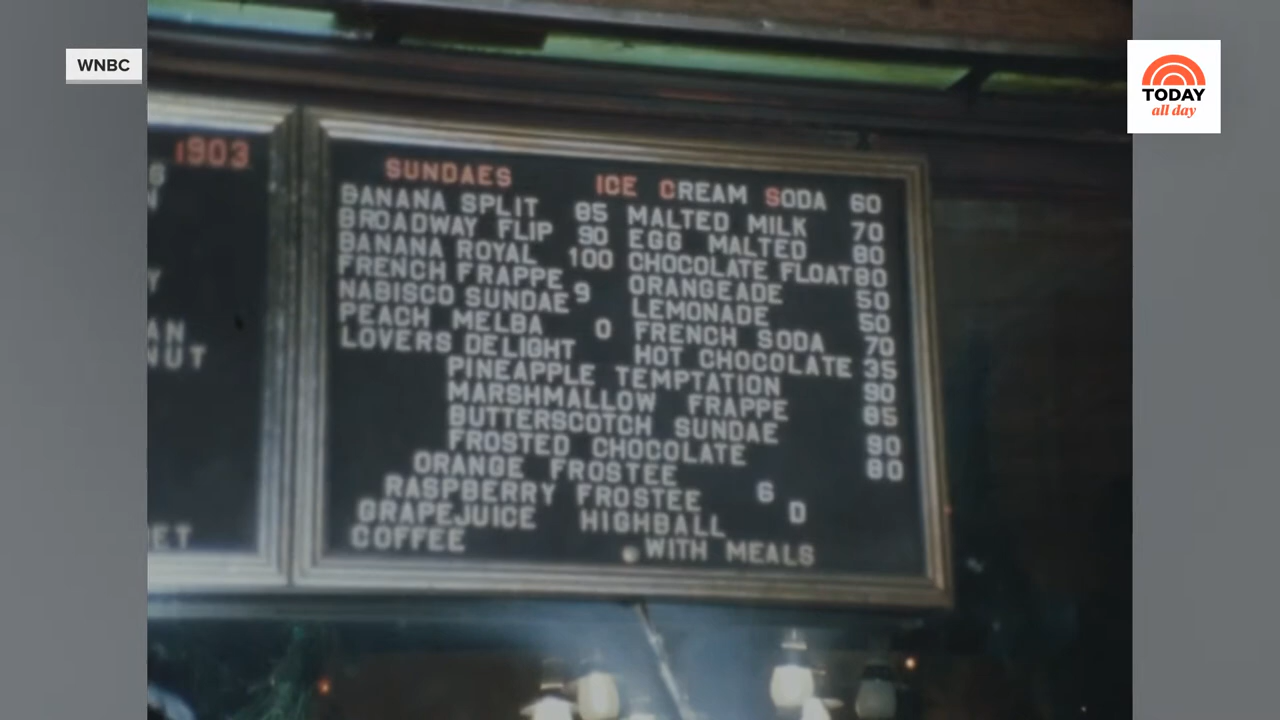 WNBC
TODAY
all day
1903
AN
NUT
ET
SUNDAES
BANANA SPLIT 85
BROADWAY FLIP 90
BANANA ROYAL 100
FRENCH FRAPPE
NABISCO SUNDAE 9
PEACH MELBA 0
LOVERS DELIGHT
ICE CREAM SODA 60
MALTED MILK 70
EGG MALTED 80
CHOCOLATE FLOAT 80
ORANGEADE 50
LEMONADE 50
FRENCH SODA 70
HOT CHOCOLATE 35
PINEAPPLE TEMPTATION 90
MARSHMALLOW FRAPPE 85
BUTTERSCOTCH SUNDAE 90
FROSTED CHOCOLATE 80
ORANGE FROSTEE
RASPBERRY FROSTEE 6
GRAPEJUICE HIGHBALL D
COFFEE WITH MEALS